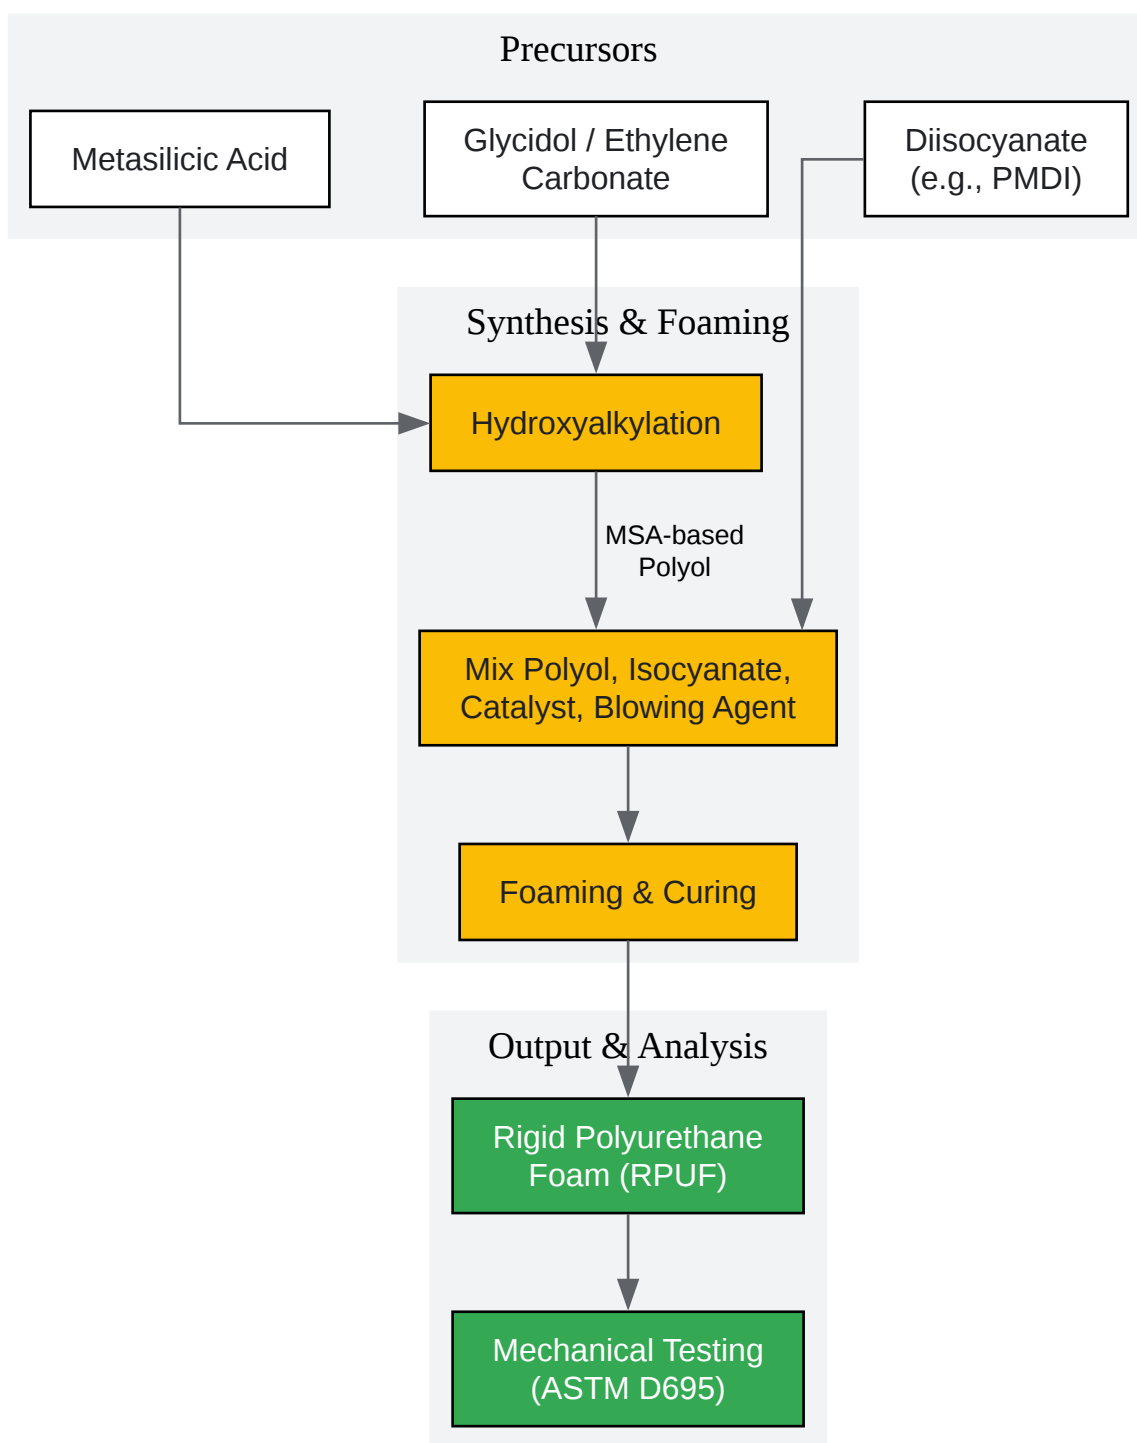 Precursors
Metasilicic Acid
Glycidol / Ethylene
Carbonate
Diisocyanate
(e.g., PMDI)
Synthesis & Foaming
Hydroxyalkylation
MSA-based
Polyol
Mix Polyol, Isocyanate,
Catalyst, Blowing Agent
Foaming & Curing
Output & Analysis
Rigid Polyurethane
Foam (RPUF)
Mechanical Testing
(ASTM D695)